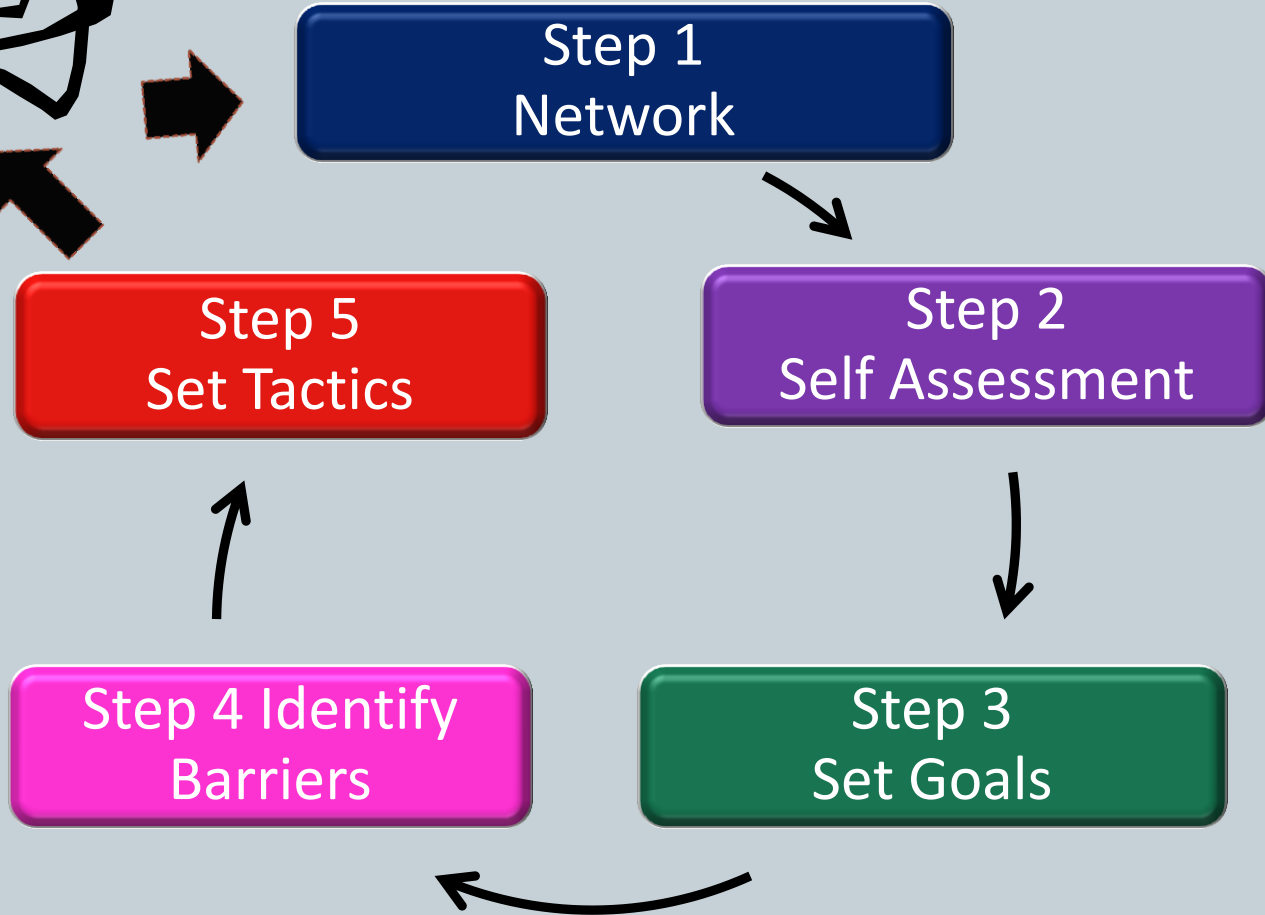 Step 1
Network
Step 2
Self Assessment
Step 3
Set Goals
Step 4 Identify
Barriers
Step 5
Set Tactics